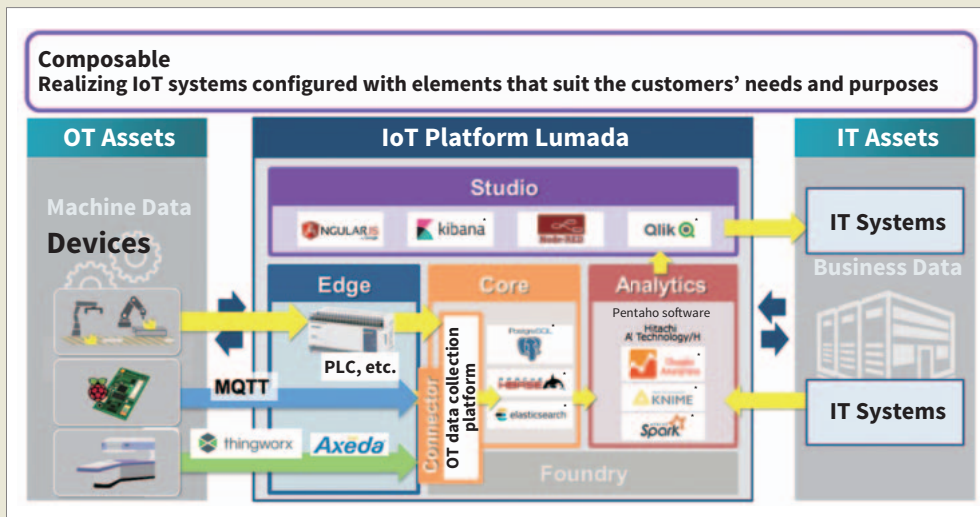 Composable
Realizing IoT systems configured with elements that suit the customers' needs and purposes
OT Assets
IoT Platform Lumada
IT Assets
Machine Data
Devices
Studio
ANGULARJS
kibana
Node-RED
Qlik
IT Systems
Business Data
Edge
Core
Analytics
PLC, etc.
MQTT
thingworx
Axeda
Connector
OT data collection
platform
PostgreSQL
elasticsearch
Pentaho software
Hitachi
AI Technology/H
KNIME
Spark
IT Systems
Foundry